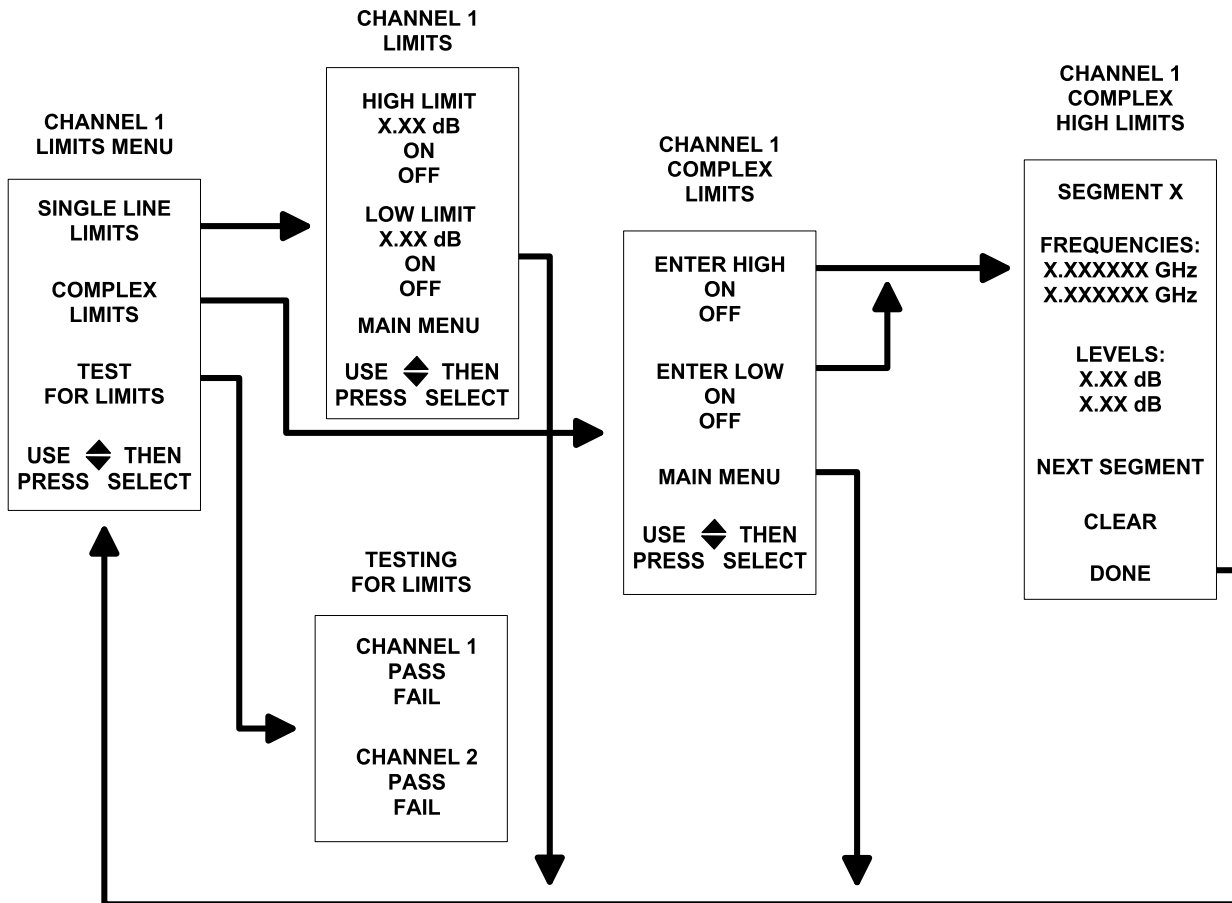 CHANNEL 1
LIMITS MENU
SINGLE LINE
LIMITS
COMPLEX
LIMITS
TEST
FOR LIMITS
USE THEN
PRESS SELECT
CHANNEL 1
LIMITS
HIGH LIMIT
X.XX dB
ON
OFF
LOW LIMIT
X.XX dB
ON
OFF
MAIN MENU
USE THEN
PRESS SELECT
TESTING
FOR LIMITS
CHANNEL 1
PASS
FAIL
CHANNEL 2
PASS
FAIL
CHANNEL 1
COMPLEX
LIMITS
ENTER HIGH
ON
OFF
ENTER LOW
ON
OFF
MAIN MENU
USE THEN
PRESS SELECT
CHANNEL 1
COMPLEX
HIGH LIMITS
SEGMENT X
FREQUENCIES:
X.XXXXXX GHz
X.XXXXXX GHz
LEVELS:
X.XX dB
X.XX dB
NEXT SEGMENT
CLEAR
DONE